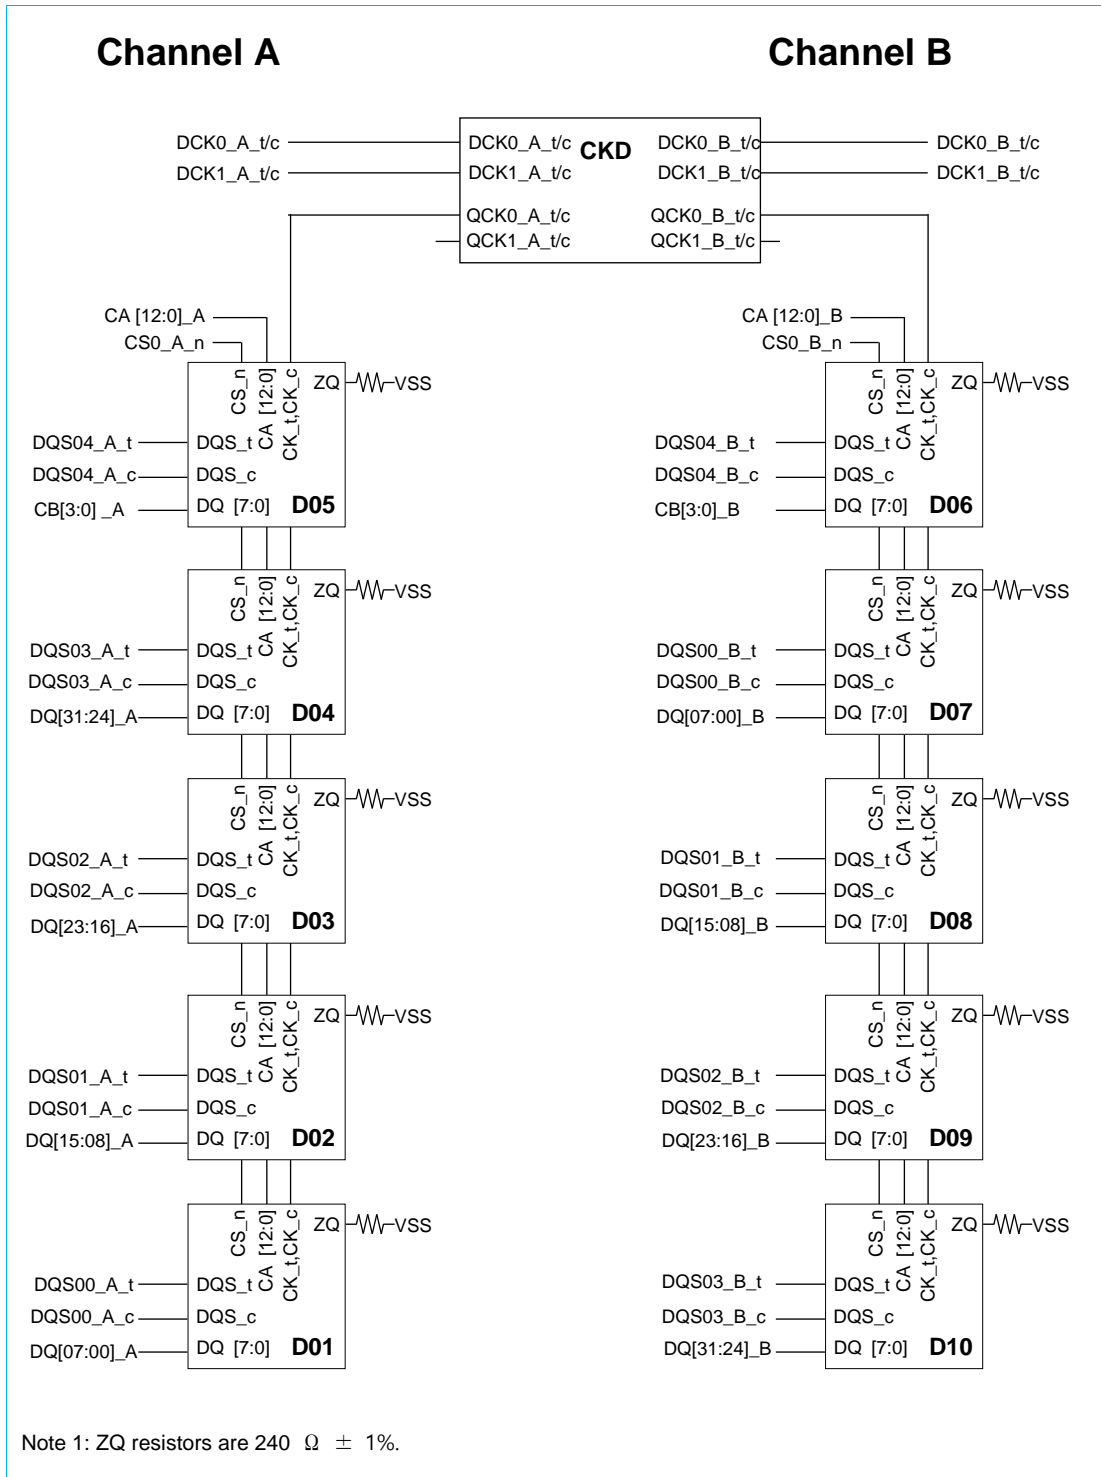 Channel A
Channel B
DCK0_A_t/c
DCK1_A_t/c
DCK0_A_t/c
DCK1_A_t/c
QCK0_A_t/c
QCK1_A_t/c
CKD
DCK0_B_t/c
DCK1_B_t/c
QCK0_B_t/c
QCK1_B_t/c
DCK0_B_t/c
DCK1_B_t/c
CA [12:0]_A
CS0_A_n
CS_n
CA [12:0]
CK_t,CK_c
ZQ
VSS
DQS04_A_t
DQS_t
DQS04_A_c
DQS_c
CB[3:0] _A
DQ [7:0]
D05
CS_n
CA [12:0]
CK_t,CK_c
ZQ
VSS
DQS03_A_t
DQS_t
DQS03_A_c
DQS_c
DQ[31:24]_A
DQ [7:0]
D04
CS_n
CA [12:0]
CK_t,CK_c
ZQ
VSS
DQS02_A_t
DQS_t
DQS02_A_c
DQS_c
DQ[23:16]_A
DQ [7:0]
D03
CS_n
CA [12:0]
CK_t,CK_c
ZQ
VSS
DQS01_A_t
DQS_t
DQS01_A_c
DQS_c
DQ[15:08]_A
DQ [7:0]
D02
CS_n
CA [12:0]
CK_t,CK_c
ZQ
VSS
DQS00_A_t
DQS_t
DQS00_A_c
DQS_c
DQ[07:00]_A
DQ [7:0]
D01
CA [12:0]_B
CS0_B_n
CS_n
CA [12:0]
CK_t,CK_c
ZQ
VSS
DQS04_B_t
DQS_t
DQS04_B_c
DQS_c
CB[3:0]_B
DQ [7:0]
D06
CS_n
CA [12:0]
CK_t,CK_c
ZQ
VSS
DQS00_B_t
DQS_t
DQS00_B_c
DQS_c
DQ[07:00]_B
DQ [7:0]
D07
CS_n
CA [12:0]
CK_t,CK_c
ZQ
VSS
DQS01_B_t
DQS_t
DQS01_B_c
DQS_c
DQ[15:08]_B
DQ [7:0]
D08
CS_n
CA [12:0]
CK_t,CK_c
ZQ
VSS
DQS02_B_t
DQS_t
DQS02_B_c
DQS_c
DQ[23:16]_B
DQ [7:0]
D09
CS_n
CA [12:0]
CK_t,CK_c
ZQ
VSS
DQS03_B_t
DQS_t
DQS03_B_c
DQS_c
DQ[31:24]_B
DQ [7:0]
D10
Note 1: ZQ resistors are 240 Ω ± 1%.